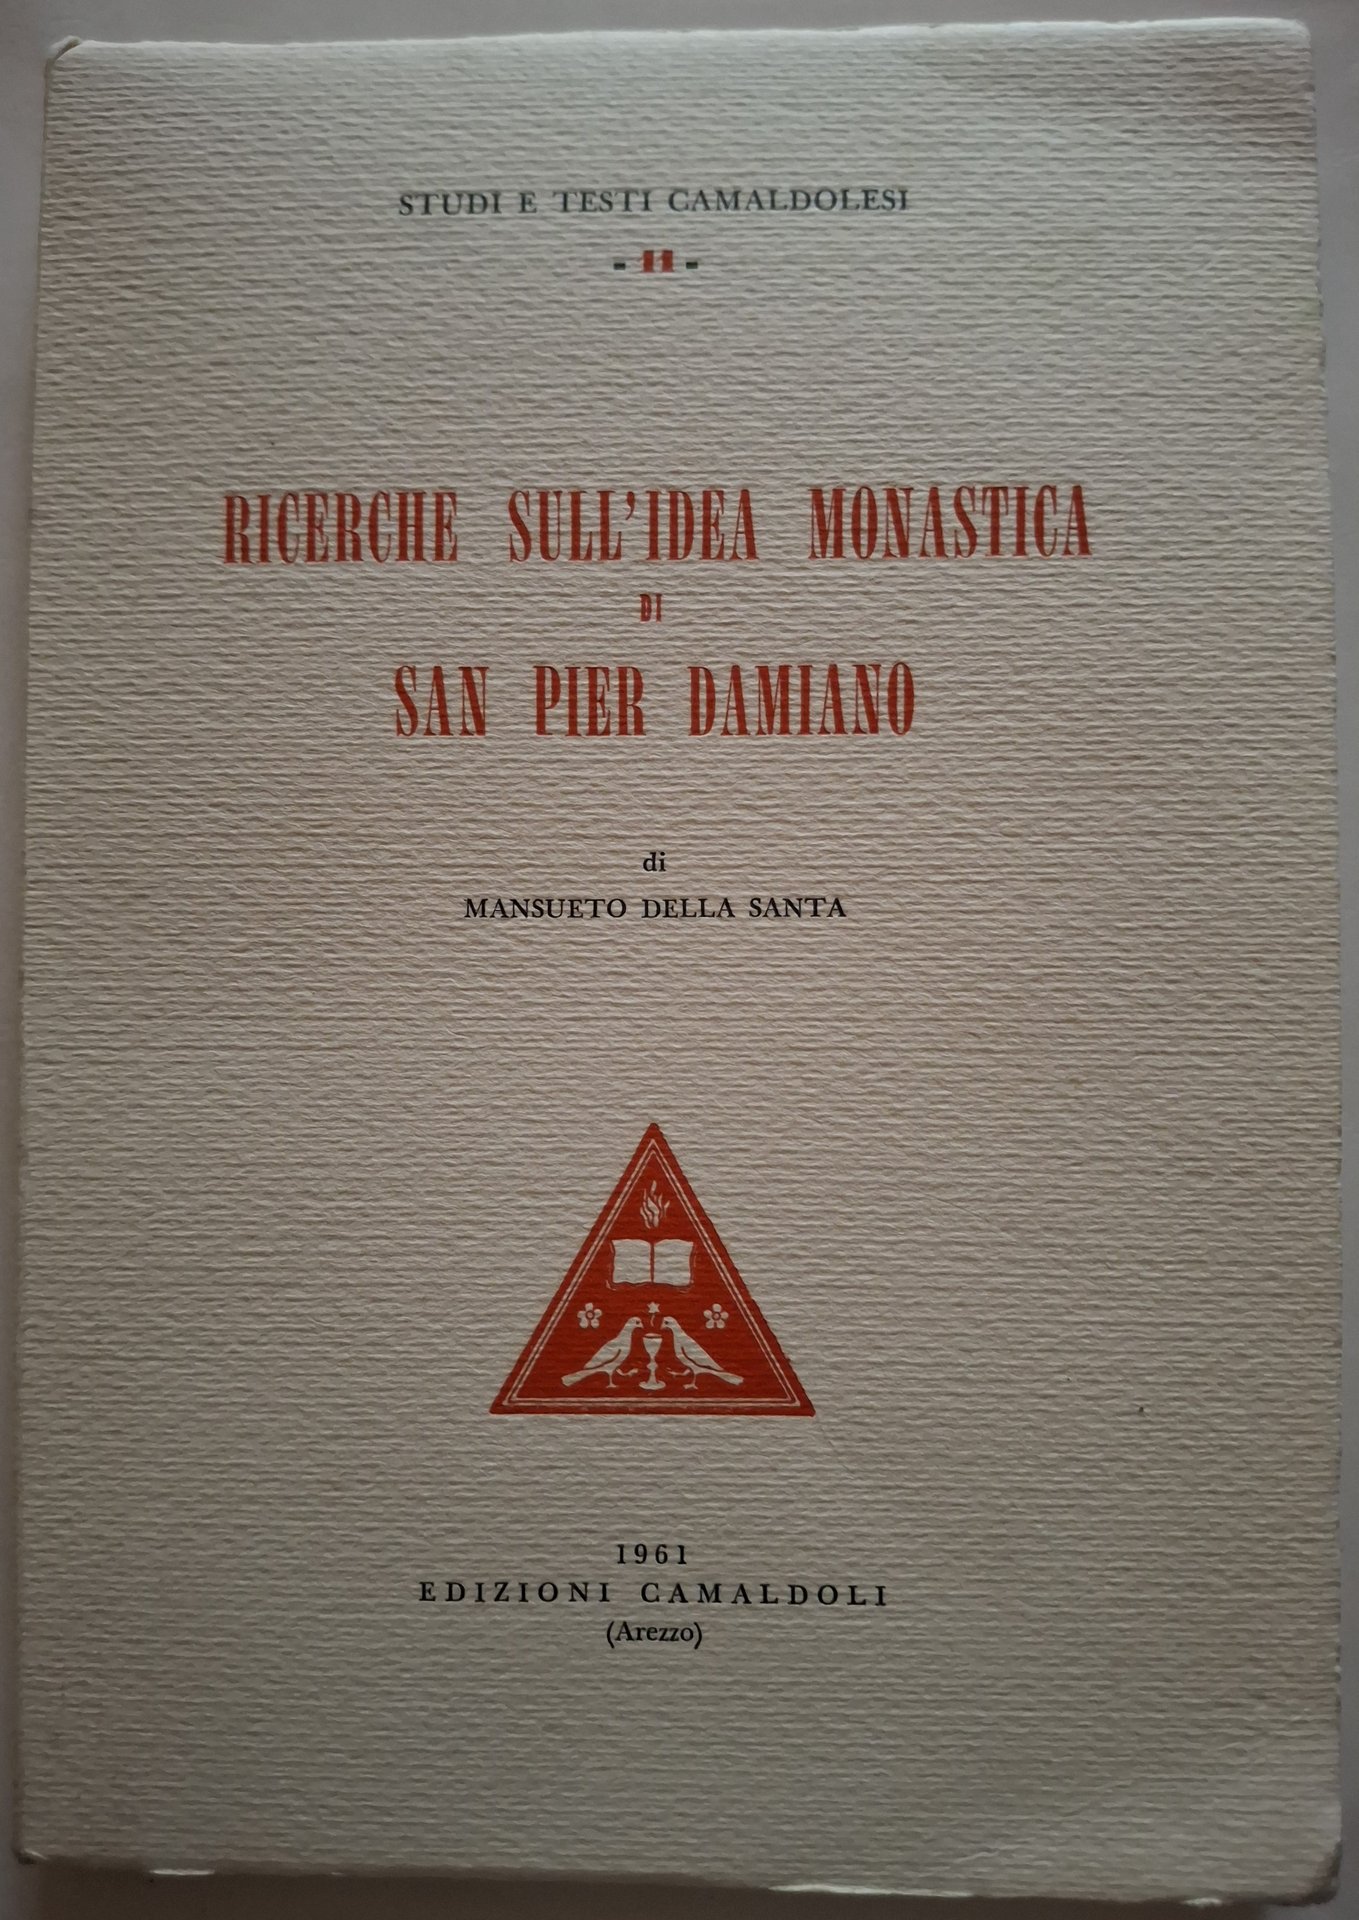 STUDI E TESTI CAMALDOLESI
- 11 -
RICERCHE SULL'IDEA MONASTICA
DI
SAN PIER DAMIANO
di
MANSUETO DELLA SANTA
1961
EDIZIONI CAMALDOLI
(Arezzo)